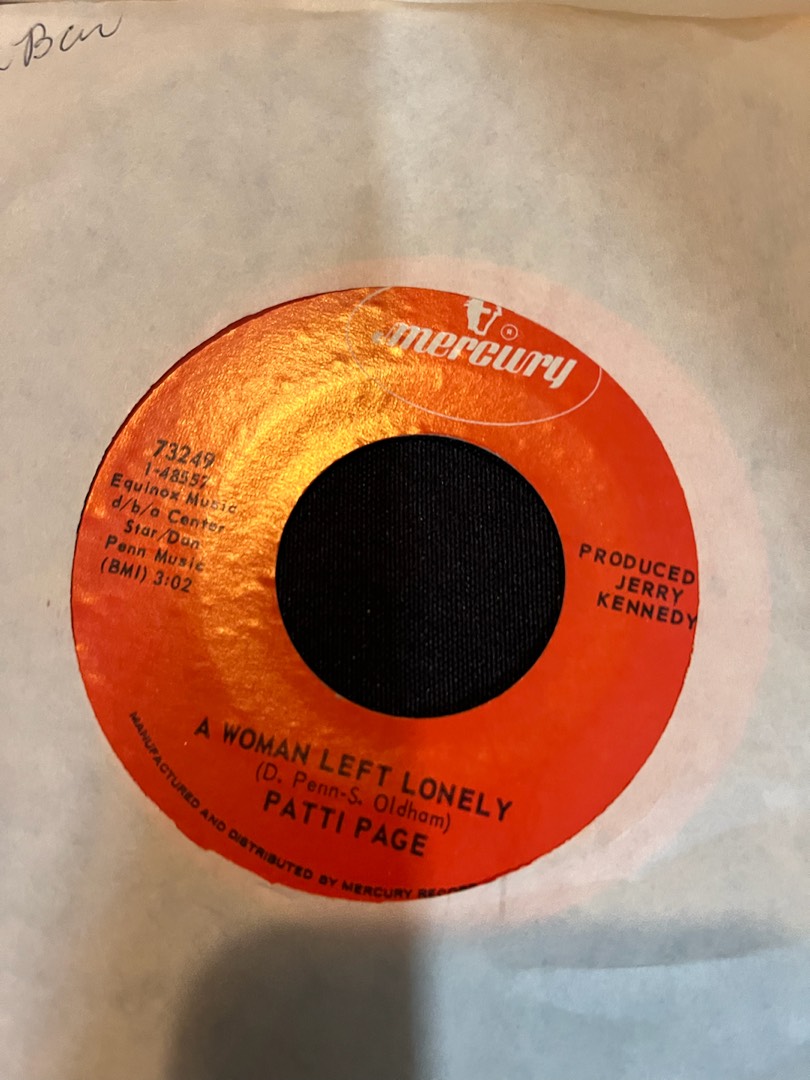 Bar
mercury
73249
1-48557
Equinox Music
d/b/a Center
Star/Dan
Penn Music
(BMI) 3:02
PRODUCED
JERRY
KENNEDY
A WOMAN LEFT LONELY
(D. Penn-S. Oldham)
PATTI PAGE
MANUFACTURED AND DISTRIBUTED BY MERCURY